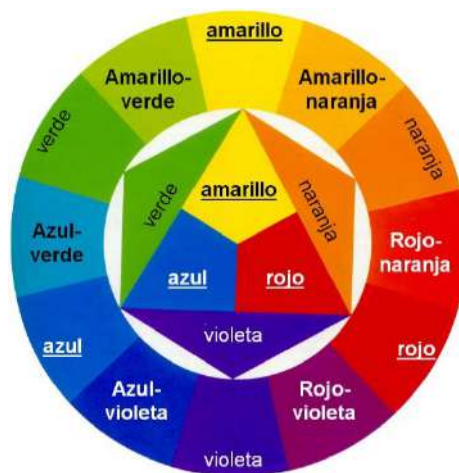 amarillo
Amarillo-
verde
Amarillo-
naranja
verde
naranja
amarillo
verde
naranja
Azul-
verde
Rojo-
naranja
azul
rojo
violeta
azul
rojo
Azul-
violeta
Rojo-
violeta
violeta